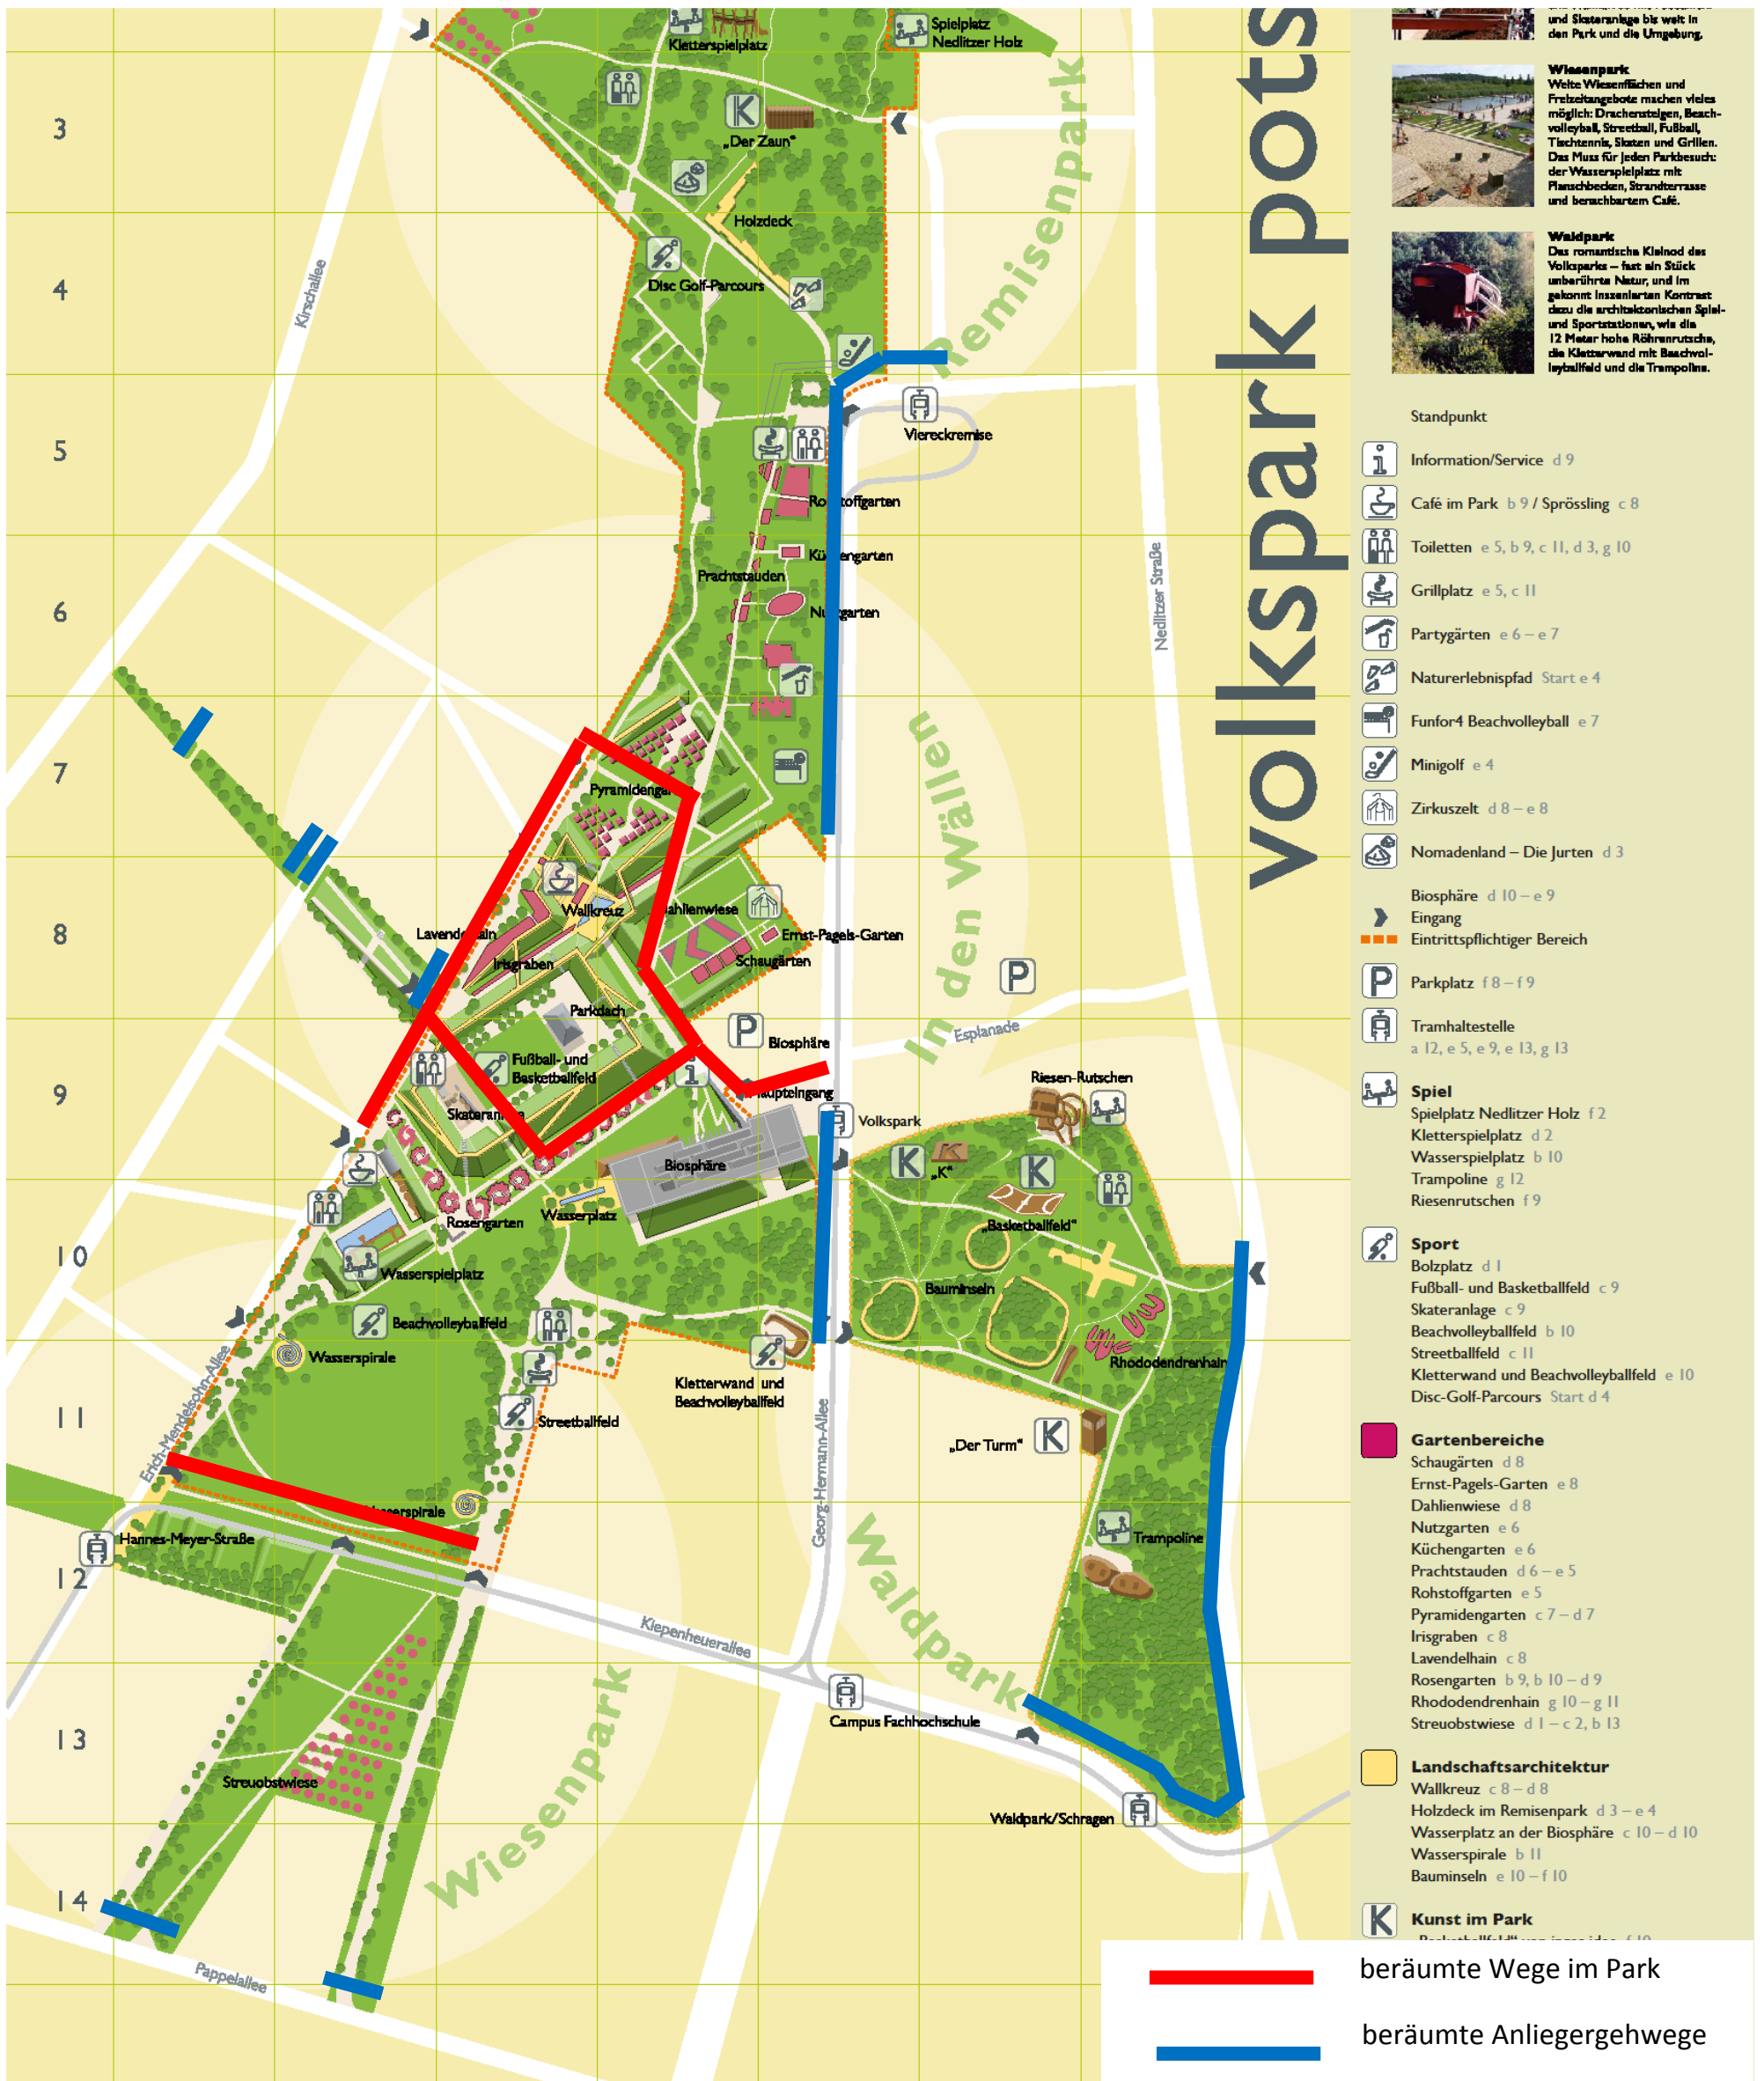 Kletterspielplatz
Spielplatz
Nedlitzer Holz
3
„Der Zaun“
Holzdeck
Remisenpark
Kirschallee
4
Disc Golf-Parcours
5
Viereckremise
Küchengarten
Prachtstauden
6
Nedlitzer Straße
7
In den Wällen
8
Wallkreuz
Irisgraben
Ernst-Pagels-Garten
Schaugärten
Parkdach
Esplanade
9
Biosphäre
Fußball- und
Basketballfeld
Riesen-Rutschen
Volkspark
„K“
Biosphäre
Rosengarten
Wasserplatz
„Basketballfeld“
10
Wasserspielplatz
Bauminseln
Beachvolleyballfeld
Wasserspirale
Rhododendrenhain
Kletterwand und
Beachvolleyballfeld
11
Streetballfeld
Erich-Mendelsohn-Allee
Georg-Hermann-Allee
„Der Turm“
Hannes-Meyer-Straße
Trampoline
12
Kiepenheuerallee
Waldpark
Wiesenpark
13
Campus Fachhochschule
Streuobstwiese
Waldpark/Schragen
14
Pappelallee
volkspark pots
und Skateranlage bis weit in
den Park und die Umgebung.
Wiesenpark
Weite Wiesenflächen und
Freizeitangebote machen vieles
möglich: Drachensteigen, Beach-
volleyball, Streetball, Fußball,
Tischtennis, Skaten und Grillen.
Das Muss für jeden Parkbesuch:
der Wasserspielplatz mit
Planschbecken, Strandterrasse
und benachbartem Café.
Waldpark
Das romantische Kleinod des
Volksparks – fast ein Stück
unberührte Natur, und im
gekonnt inszenierten Kontrast
dazu die architektonischen Spiel-
und Sportstationen, wie die
12 Meter hohe Röhrenrutsche,
die Kletterwand mit Beachvol-
leyballfeld und die Trampoline.
Standpunkt
Information/Service d 9
Café im Park b 9 / Sprössling c 8
Toiletten e 5, b 9, c 11, d 3, g 10
Grillplatz e 5, c 11
Partygärten e 6 – e 7
Naturerlebnispfad Start e 4
Funfor4 Beachvolleyball e 7
Minigolf e 4
Zirkuszelt d 8 – e 8
Nomadenland – Die Jurten d 3
Biosphäre d 10 – e 9
Eingang
Eintrittspflichtiger Bereich
Parkplatz f 8 – f 9
Tramhaltestelle
a 12, e 5, e 9, e 13, g 13
Spiel
Spielplatz Nedlitzer Holz f 2
Kletterspielplatz d 2
Wasserspielplatz b 10
Trampoline g 12
Riesenrutschen f 9
Sport
Bolzplatz d 1
Fußball- und Basketballfeld c 9
Skateranlage c 9
Beachvolleyballfeld b 10
Streetballfeld c 11
Kletterwand und Beachvolleyballfeld e 10
Disc-Golf-Parcours Start d 4
Gartenbereiche
Schaugärten d 8
Ernst-Pagels-Garten e 8
Dahlienwiese d 8
Nutzgarten e 6
Küchengarten e 6
Prachtstauden d 6 – e 5
Rohstoffgarten e 5
Pyramidengarten c 7 – d 7
Irisgraben c 8
Lavendelhain c 8
Rosengarten b 9, b 10 – d 9
Rhododendrenhain g 10 – g 11
Streuobstwiese d 1 – c 2, b 13
Landschaftsarchitektur
Wallkreuz c 8 – d 8
Holzdeck im Remisenpark d 3 – e 4
Wasserplatz an der Biosphäre c 10 – d 10
Wasserspirale b 11
Bauminseln e 10 – f 10
Kunst im Park
beräumte Wege im Park
beräumte Anliegergehwege